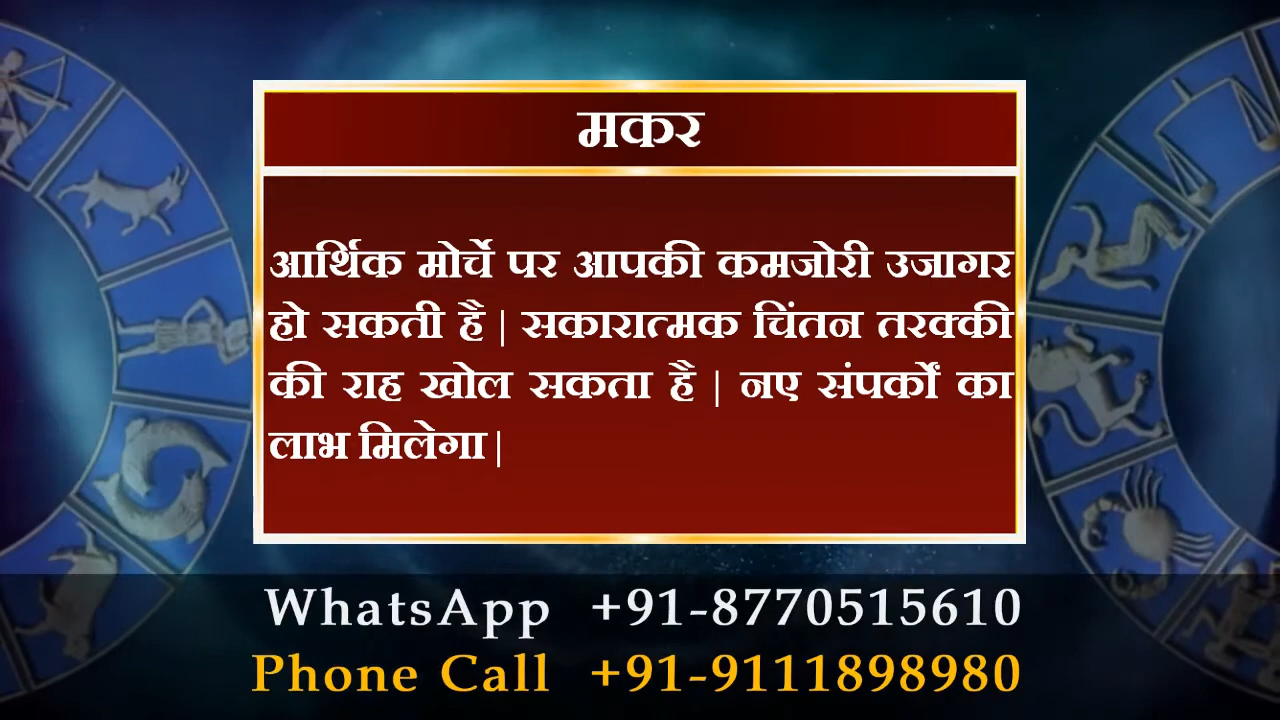 मकर
आर्थिक मोर्चे पर आपकी कमजोरी उजागर
हो सकती है | सकारात्मक चिंतन तरक्की
की राह खोल सकता है | नए संपर्कों का
लाभ मिलेगा |
WhatsApp +91-8770515610
Phone Call +91-9111898980